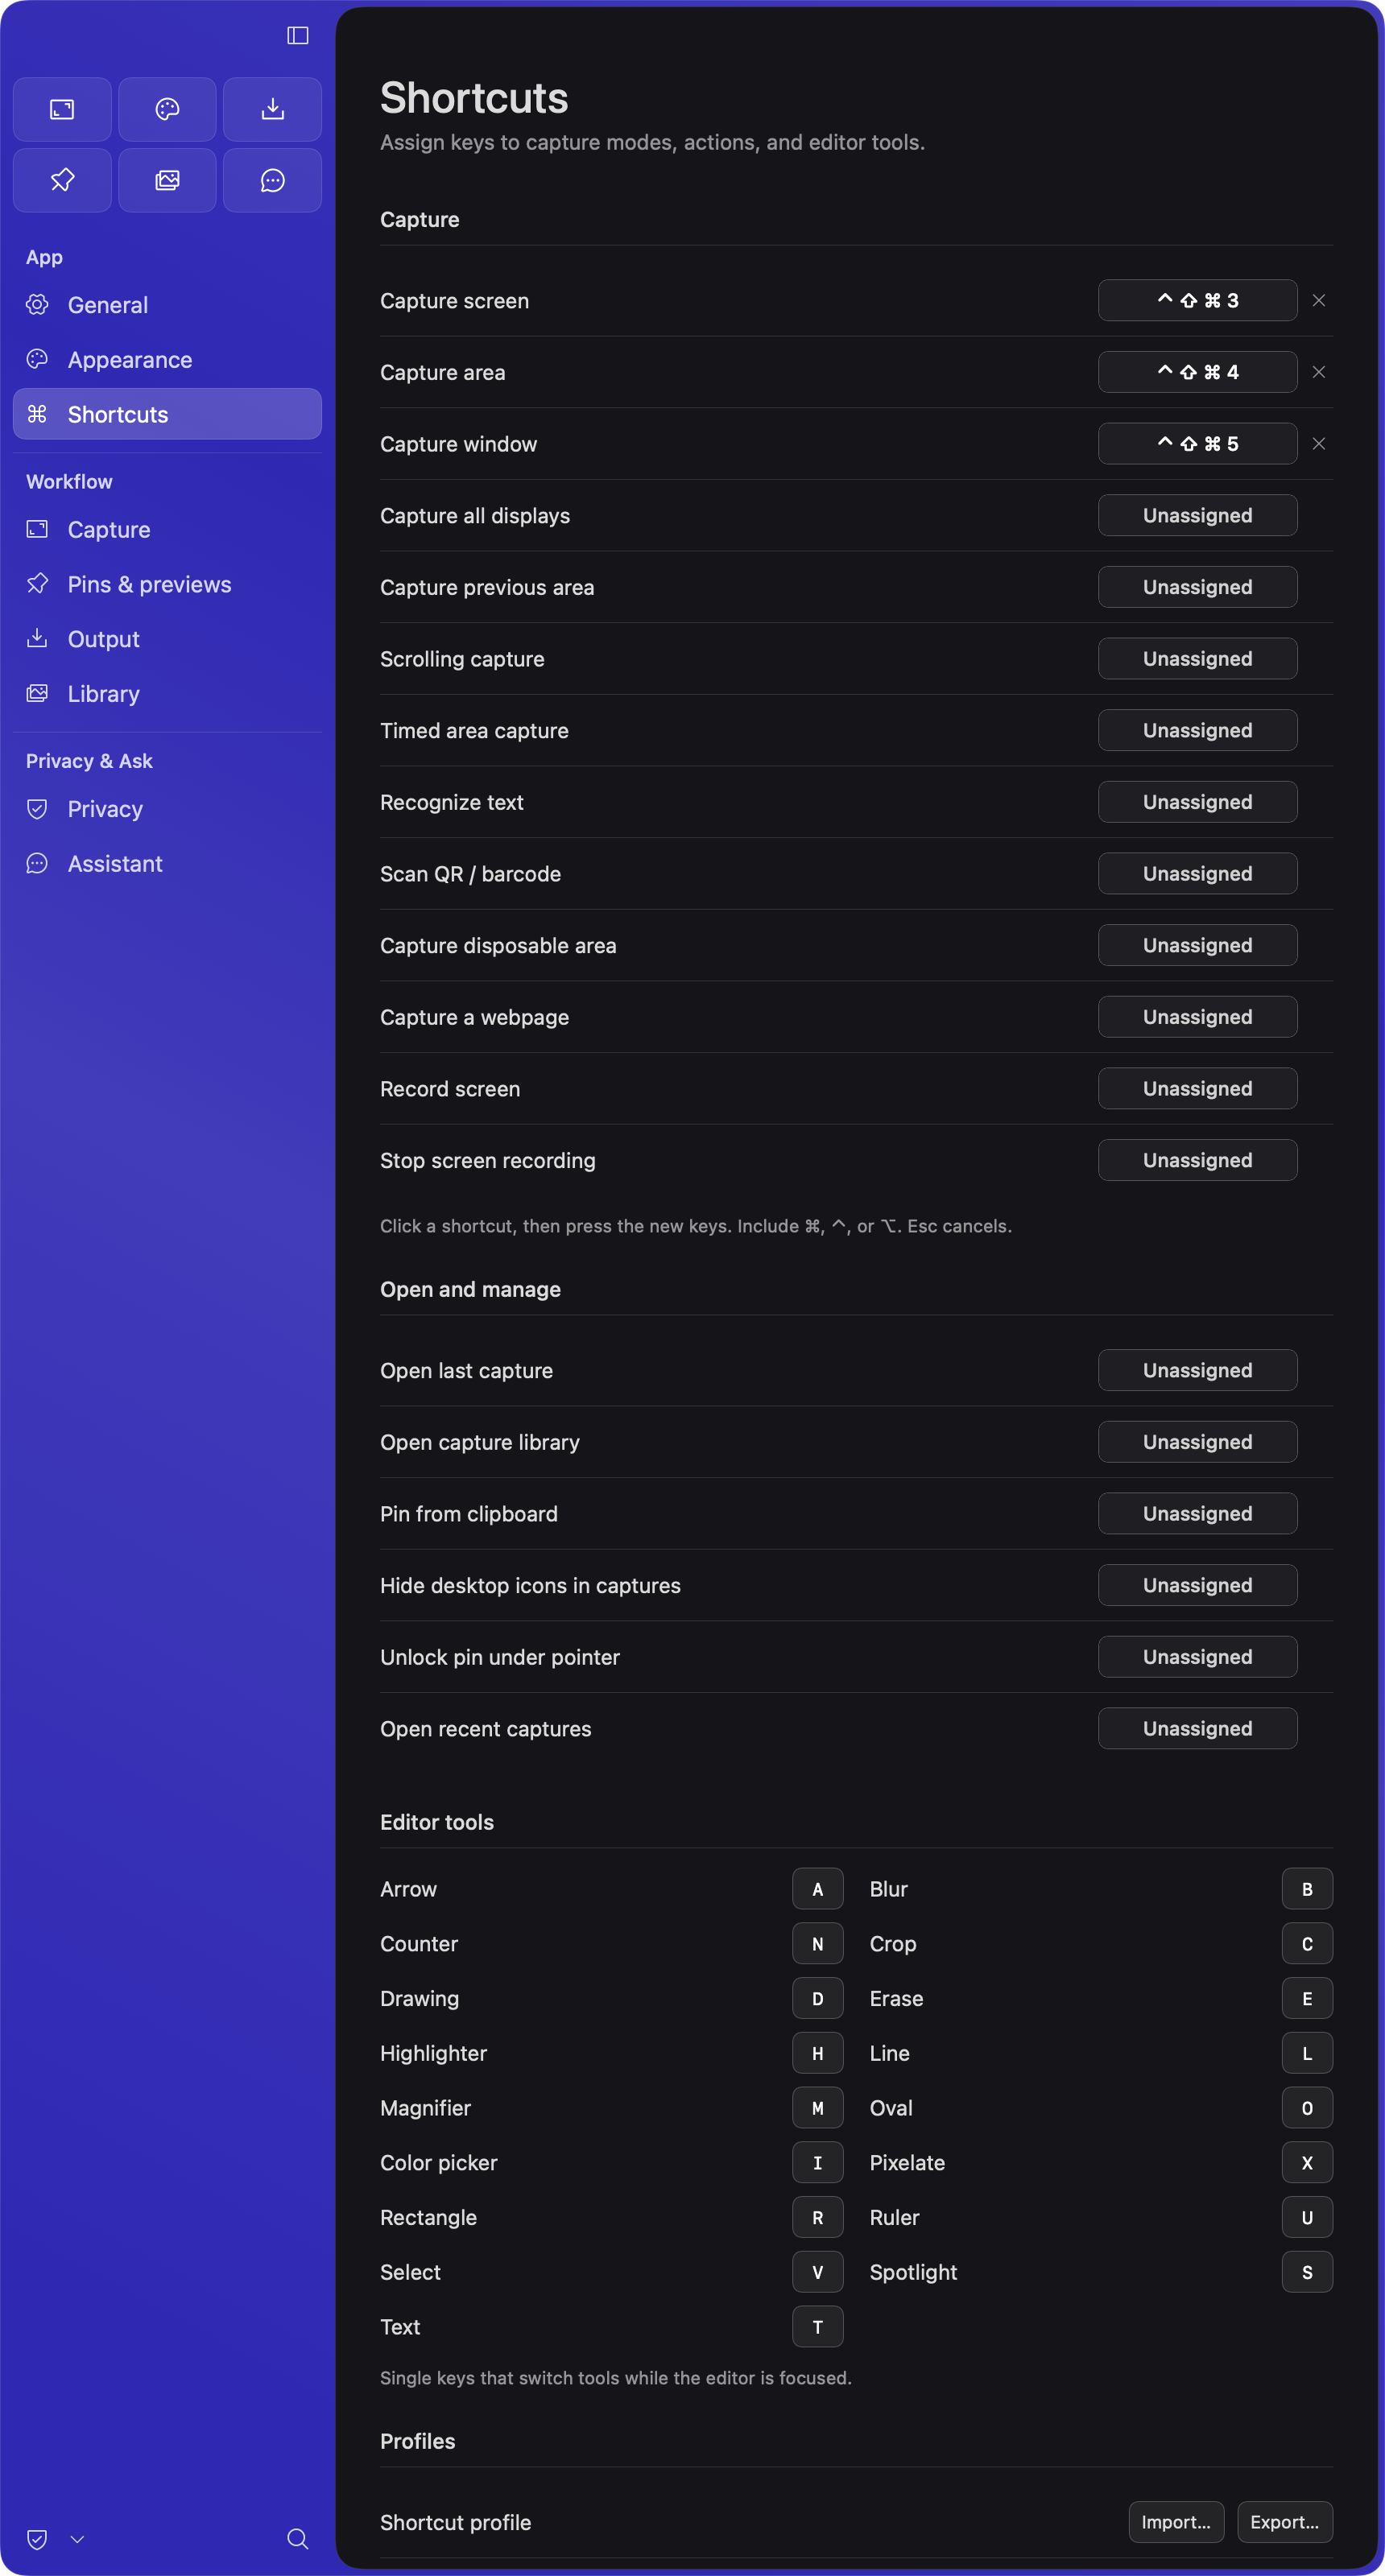 App
General
Appearance
Shortcuts
Workflow
Capture
Pins & previews
Output
Library
Privacy & Ask
Privacy
Assistant
Shortcuts
Assign keys to capture modes, actions, and editor tools.
Capture
Capture screen ⌃ ⇧ ⌘ 3
Capture area ⌃ ⇧ ⌘ 4
Capture window ⌃ ⇧ ⌘ 5
Capture all displays Unassigned
Capture previous area Unassigned
Scrolling capture Unassigned
Timed area capture Unassigned
Recognize text Unassigned
Scan QR / barcode Unassigned
Capture disposable area Unassigned
Capture a webpage Unassigned
Record screen Unassigned
Stop screen recording Unassigned
Click a shortcut, then press the new keys. Include ⌘, ⌃, or ⌥. Esc cancels.
Open and manage
Open last capture Unassigned
Open capture library Unassigned
Pin from clipboard Unassigned
Hide desktop icons in captures Unassigned
Unlock pin under pointer Unassigned
Open recent captures Unassigned
Editor tools
Arrow A Blur B
Counter N Crop C
Drawing D Erase E
Highlighter H Line L
Magnifier M Oval O
Color picker I Pixelate X
Rectangle R Ruler U
Select V Spotlight S
Text T
Single keys that switch tools while the editor is focused.
Profiles
Shortcut profile Import... Export...